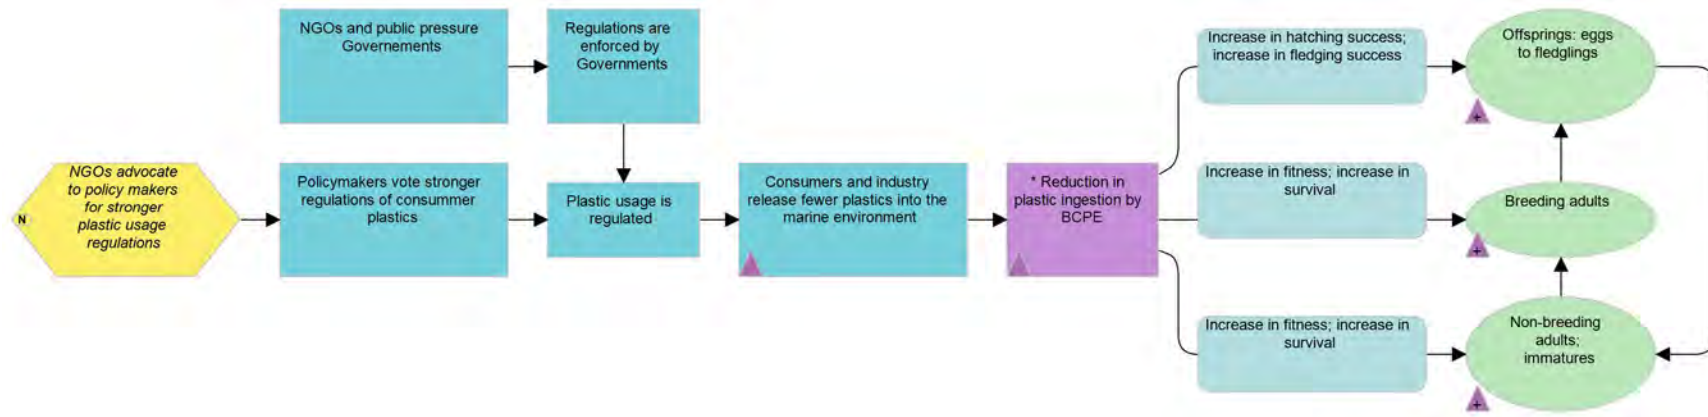 NGOs and public pressure
Governements
Regulations are
enforced by
Governments
Increase in hatching success;
increase in fledging success
Offsprings: eggs
to fledglings
+
N
NGOs advocate
to policy makers
for stronger
plastic usage
regulations
Policymakers vote stronger
regulations of consummer
plastics
Plastic usage is
regulated
Consumers and industry
release fewer plastics into the
marine environment
* Reduction in
plastic ingestion by
BCPE
Increase in fitness; increase in
survival
Breeding adults
+
Increase in fitness; increase in
survival
Non-breeding
adults;
immatures
+